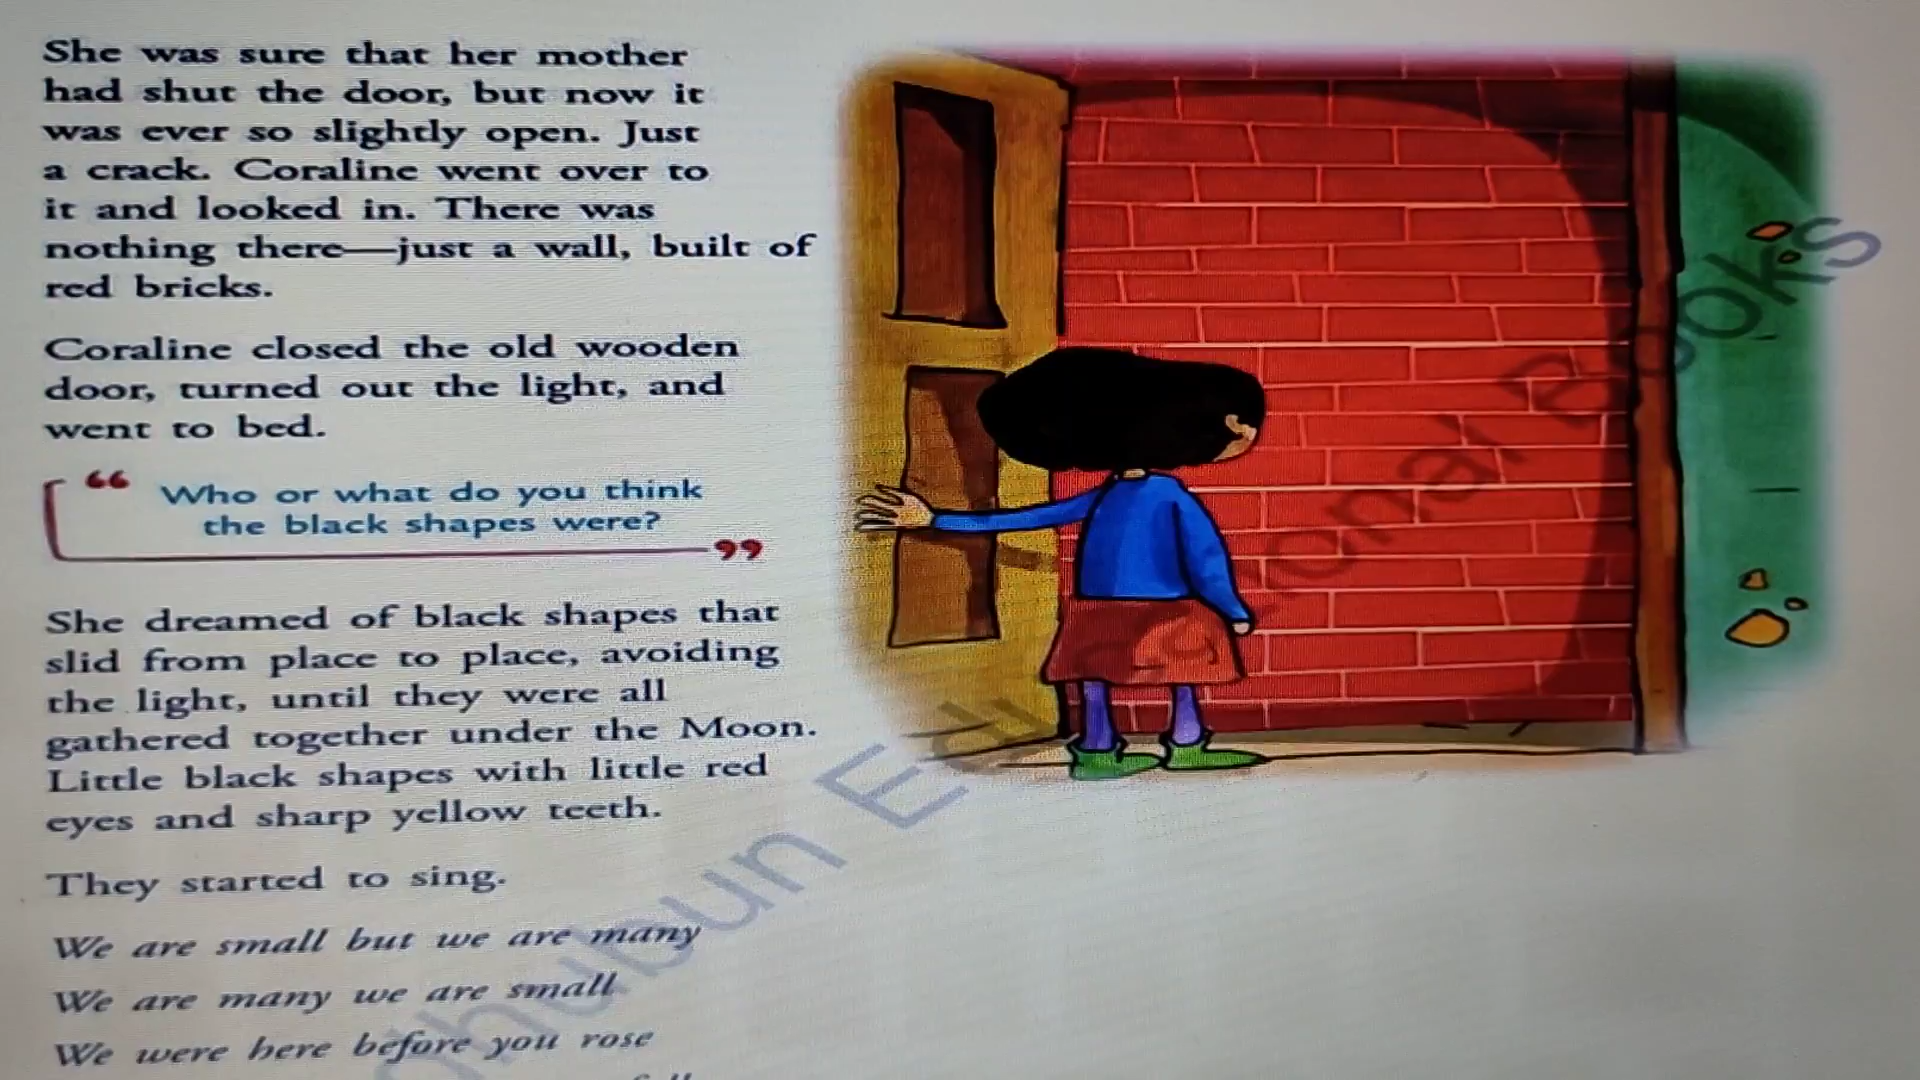 She was sure that her mother
had shut the door, but now it
was ever so slightly open. Just
a crack. Coraline went over to
it and looked in. There was
nothing there—just a wall, built of
red bricks.
Coraline closed the old wooden
door, turned out the light, and
went to bed.
“ Who or what do you think
the black shapes were? ”
She dreamed of black shapes that
slid from place to place, avoiding
the light, until they were all
gathered together under the Moon.
Little black shapes with little red
eyes and sharp yellow teeth.
They started to sing.
We are small but we are many
We are many we are small
We were here before you rose
Educational Books